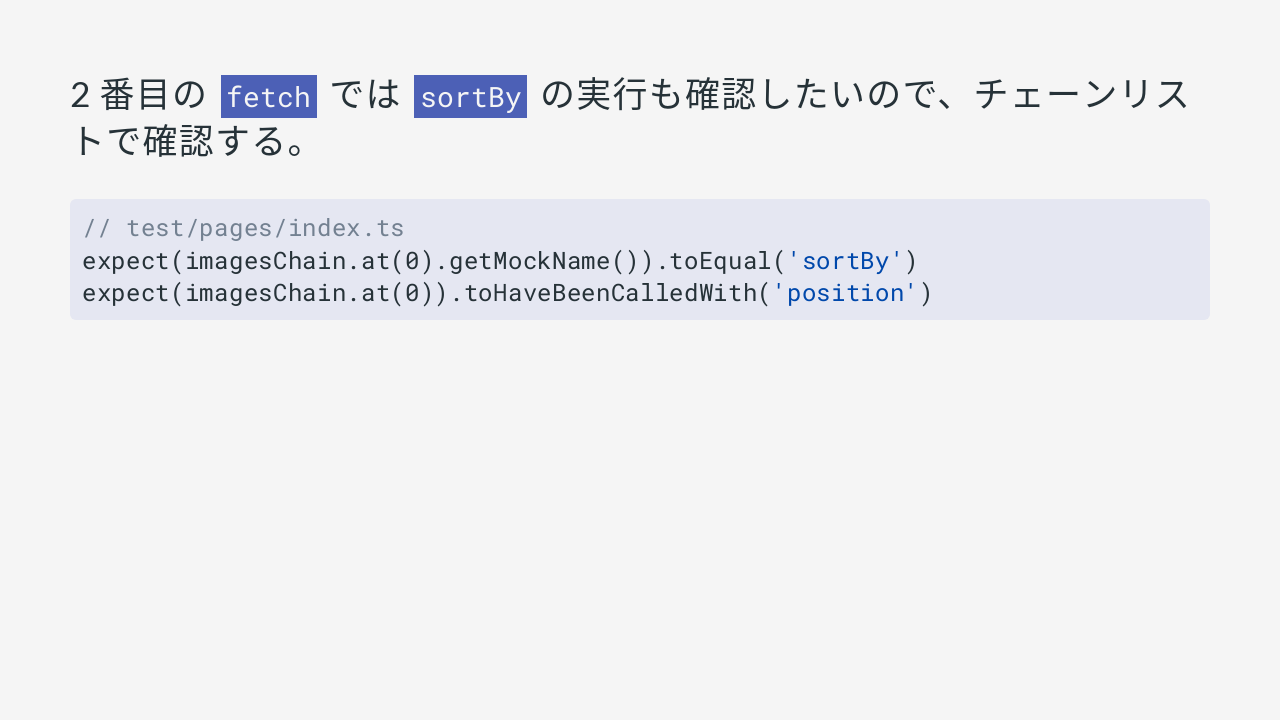 2 番目の fetch では sortBy の実行も確認したいので、チェーンリス
トで確認する。
// test/pages/index.ts
expect(imagesChain.at(0).getMockName()).toEqual('sortBy')
expect(imagesChain.at(0)).toHaveBeenCalledWith('position')